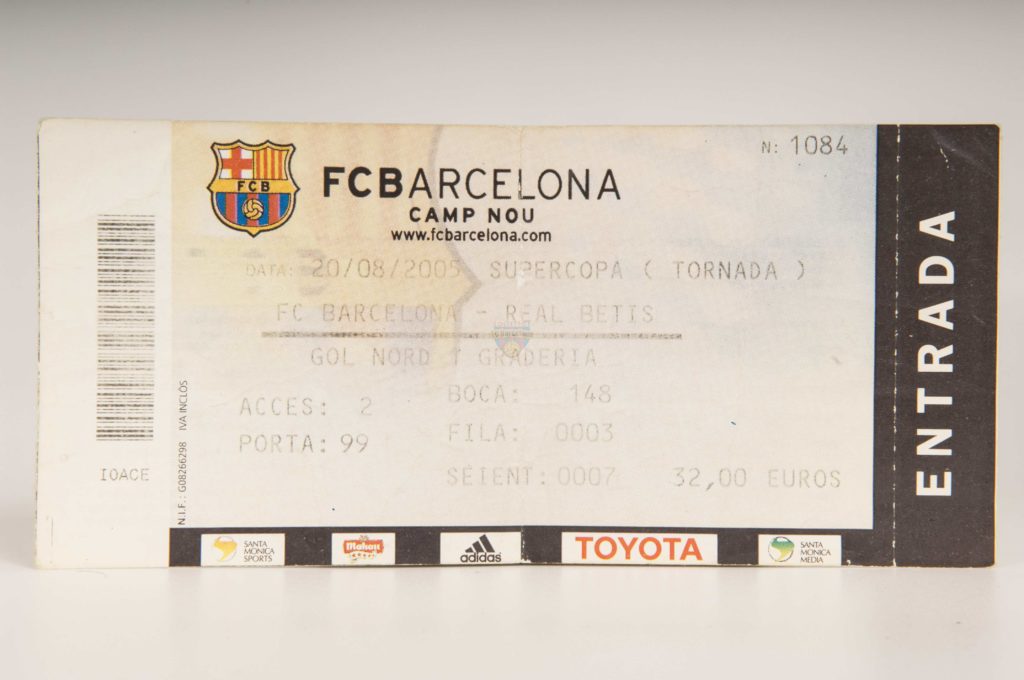 N: 1084
FCB
FCBARCELONA
CAMP NOU
www.fcbarcelona.com
DATA: 20/08/2005 SUPERCOPA ( TORNADA )
FC BARCELONA - REAL BETIS
GOL NORD 1 GRADERIA
ACCES: 2
BOCA: 148
PORTA: 99
FILA: 0003
SEIENT: 0007
32,00 EUROS
IOACE
N.I.F.: G08266298 IVA INCLOS
ENTRADA
SANTA MONICA SPORTS
Mahou
adidas
TOYOTA
SANTA MONICA MEDIA